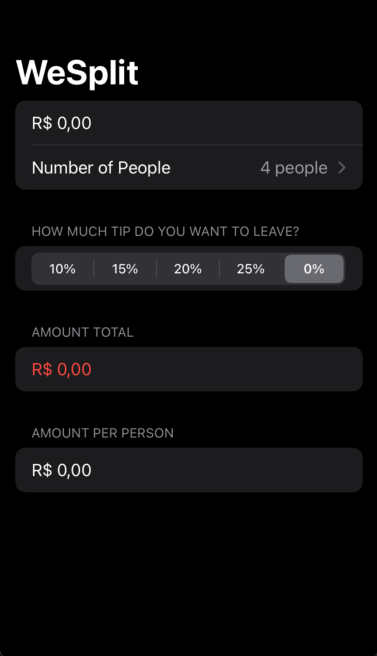 WeSplit
R$ 0,00
Number of People 4 people
HOW MUCH TIP DO YOU WANT TO LEAVE?
10% 15% 20% 25% 0%
AMOUNT TOTAL
R$ 0,00
AMOUNT PER PERSON
R$ 0,00